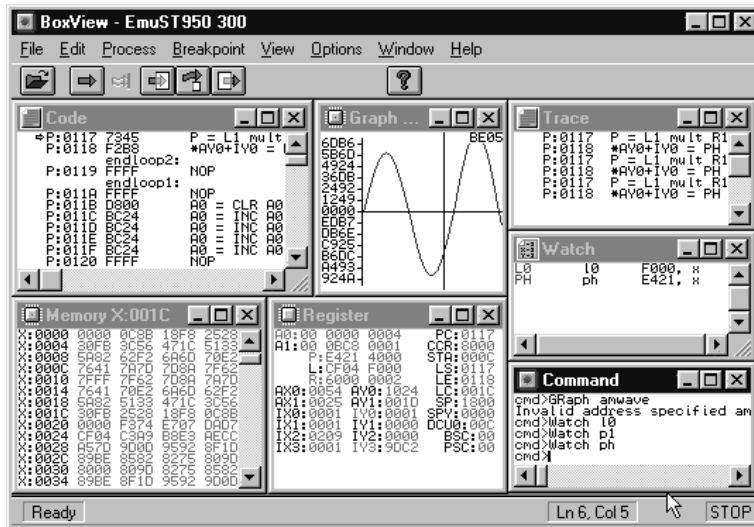 BoxView - EmuST950 300
File Edit Process Breakpoint View Options Window Help
Code
P:0117 7345 P = L1 mult
P:0118 F2B8 *AY0+IY0 =
endloop2:
P:0119 FFFF NOP
endloop1:
P:011A FFFF NOP
P:011B D800 A0 = CLR A0
P:011C BC24 A0 = INC A0
P:011D BC24 A0 = INC A0
P:011E BC24 A0 = INC A0
P:011F BC24 A0 = INC A0
P:0120 FFFF NOP
Graph ...
BE05
6DB6
5B6D
4924
36DB
2492
1249
0000
EDB7
DB6E
C925
B6DC
A493
924A
Trace
P:0117 P = L1 mult R1
P:0118 *AY0+IY0 = PH
P:0117 P = L1 mult R1
P:0118 *AY0+IY0 = PH
P:0117 P = L1 mult R1
P:0118 *AY0+IY0 = PH
Watch
L0 l0 F000, x
PH ph E421, x
Memory X:001C
X:0000 0000 0C8B 18F8 2528
X:0004 30FB 3C56 471C 5133
X:0008 5A82 62F2 6A6D 70E2
X:000C 7641 7A7D 7D8A 7F62
X:0010 7FFF 7F62 7D8A 7A7D
X:0014 7641 70E2 6A6D 62F2
X:0018 5A82 5133 471C 3C56
X:001C 30FB 2528 18F8 0C8B
X:0020 0000 F374 E707 DAD7
X:0024 CF04 C3A9 B8E3 AECC
X:0028 A57D 9D0D 9592 8F1D
X:002C 89BE 8582 8275 809D
X:0030 8000 809D 8275 8582
X:0034 89BE 8F1D 9592 9D0D
Register
A0:00 0000 0004 PC:0117
A1:00 0BC8 0001 CCR:8000
P:E421 4000 STA:000C
L:CF04 F000 LS:0117
R:6000 0002 LE:0118
AX0:0054 AY0:1024 LC:001C
AX1:0025 AY1:001D SP:1800
IX0:0001 IY0:0001 SPY:0000
IX1:0001 IY1:0000 DCU0:00C
IX2:0209 IY2:0000 BSC:00
IX3:0001 IY3:9DC2 PSC:00
Command
cmd>GRaph amwave
Invalid address specified am
cmd>Watch l0
cmd>Watch p1
cmd>Watch ph
cmd>
Ready
Ln 6, Col 5
STOP